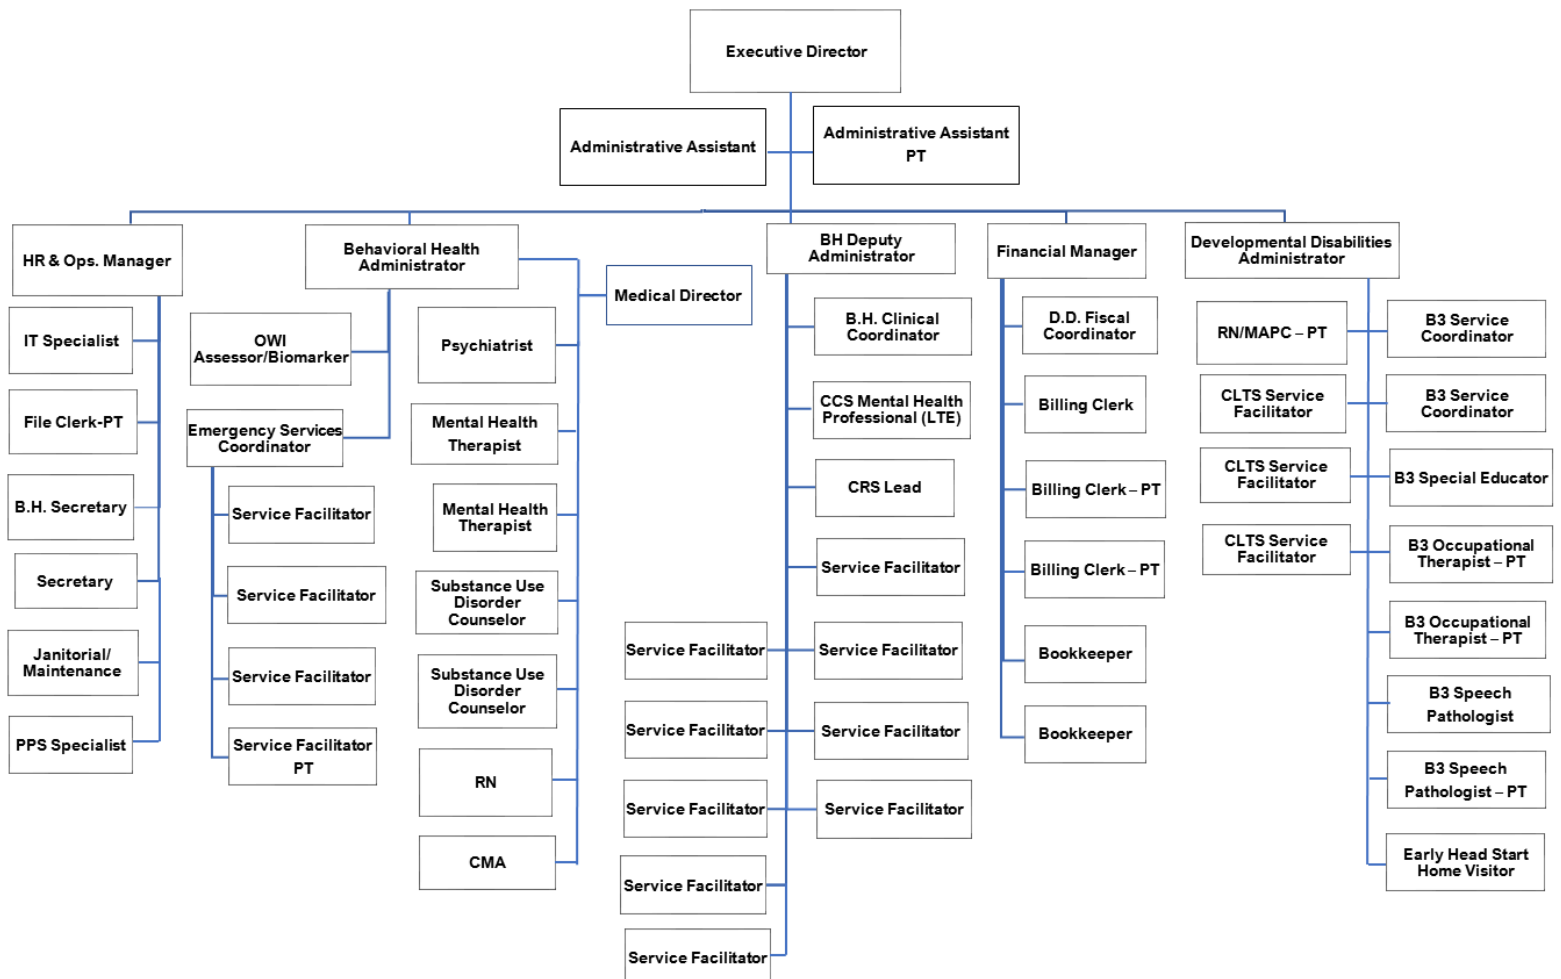 Executive Director
Administrative Assistant
Administrative Assistant
PT
HR & Ops. Manager
Behavioral Health
Administrator
BH Deputy
Administrator
Financial Manager
Developmental Disabilities
Administrator
Medical Director
IT Specialist
File Clerk-PT
B.H. Secretary
Secretary
Janitorial/
Maintenance
PPS Specialist
OWI
Assessor/Biomarker
Emergency Services
Coordinator
Service Facilitator
Service Facilitator
Service Facilitator
Service Facilitator
PT
Psychiatrist
Mental Health
Therapist
Mental Health
Therapist
Substance Use
Disorder
Counselor
Substance Use
Disorder
Counselor
RN
CMA
B.H. Clinical
Coordinator
CCS Mental Health
Professional (LTE)
CRS Lead
Service Facilitator
Service Facilitator
Service Facilitator
Service Facilitator
Service Facilitator
Service Facilitator
Service Facilitator
Service Facilitator
Service Facilitator
D.D. Fiscal
Coordinator
Billing Clerk
Billing Clerk – PT
Billing Clerk – PT
Bookkeeper
Bookkeeper
RN/MAPC – PT
CLTS Service
Facilitator
CLTS Service
Facilitator
CLTS Service
Facilitator
B3 Service
Coordinator
B3 Service
Coordinator
B3 Special Educator
B3 Occupational
Therapist – PT
B3 Occupational
Therapist – PT
B3 Speech
Pathologist
B3 Speech
Pathologist – PT
Early Head Start
Home Visitor